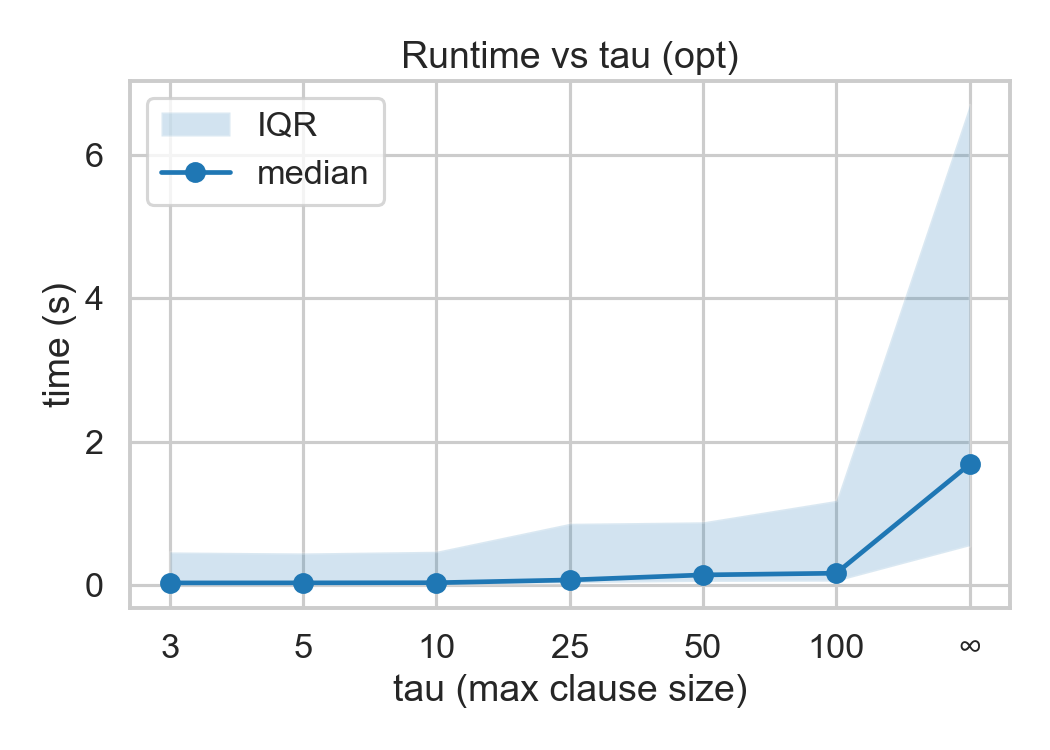 Runtime vs tau (opt)
IQR
median
6
4
2
0
time (s)
3 5 10 25 50 100 ∞
tau (max clause size)